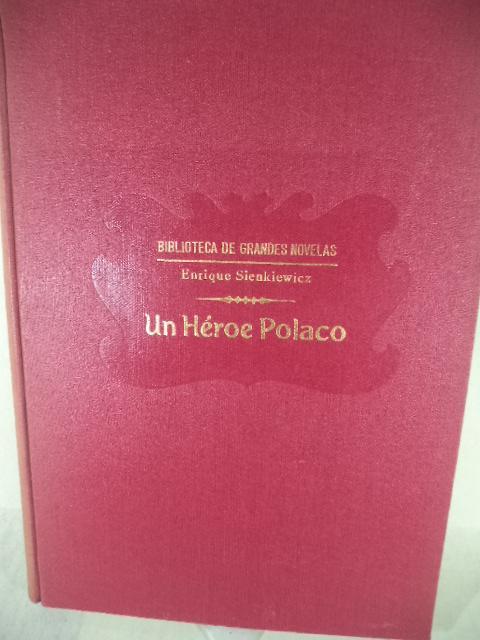 BIBLIOTECA DE GRANDES NOVELAS
Enrique Sienkiewicz
Un Héroe Polaco